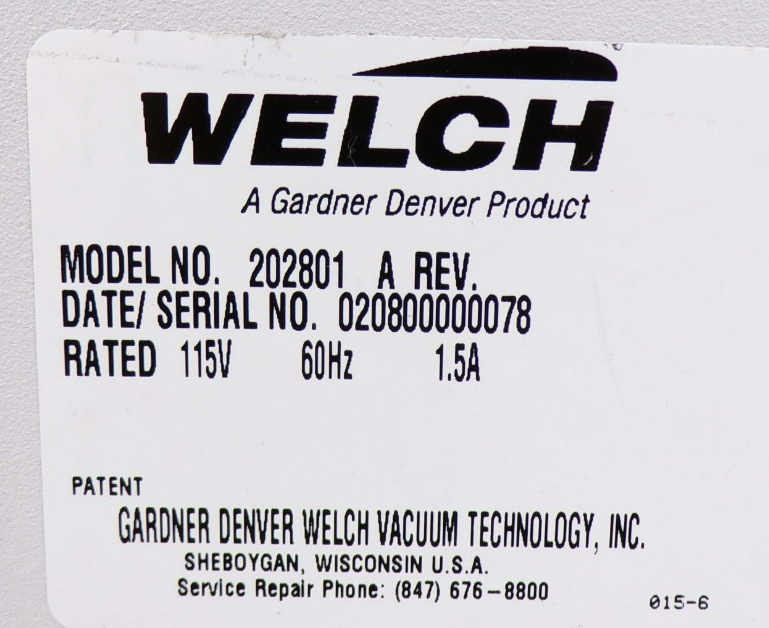 WELCH
A Gardner Denver Product
MODEL NO. 202801 A REV.
DATE/ SERIAL NO. 020800000078
RATED 115V 60Hz 1.5A
PATENT
GARDNER DENVER WELCH VACUUM TECHNOLOGY, INC.
SHEBOYGAN, WISCONSIN U.S.A.
Service Repair Phone: (847) 676-8800
015-6